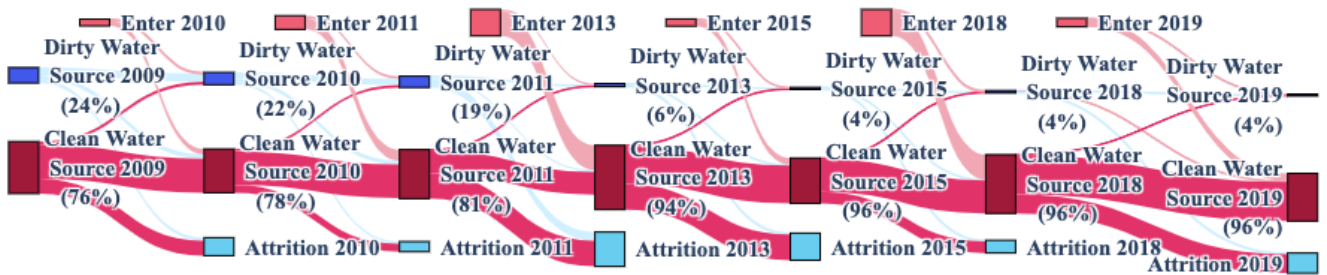 Enter 2010
Enter 2011
Enter 2013
Enter 2015
Enter 2018
Enter 2019
Dirty Water
Source 2009
(24%)
Dirty Water
Source 2010
(22%)
Dirty Water
Source 2011
(19%)
Dirty Water
Source 2013
(6%)
Dirty Water
Source 2015
(4%)
Dirty Water
Source 2018
(4%)
Dirty Water
Source 2019
(4%)
Clean Water
Source 2009
(76%)
Clean Water
Source 2010
(78%)
Clean Water
Source 2011
(81%)
Clean Water
Source 2013
(94%)
Clean Water
Source 2015
(96%)
Clean Water
Source 2018
(96%)
Clean Water
Source 2019
(96%)
Attrition 2010
Attrition 2011
Attrition 2013
Attrition 2015
Attrition 2018
Attrition 2019